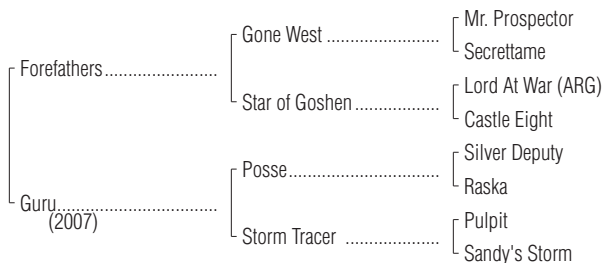 Mr. Prospector
Gone West
Secrettame
Forefathers
Lord At War (ARG)
Star of Goshen
Castle Eight
Silver Deputy
Posse
Raska
Guru
(2007)
Pulpit
Storm Tracer
Sandy's Storm